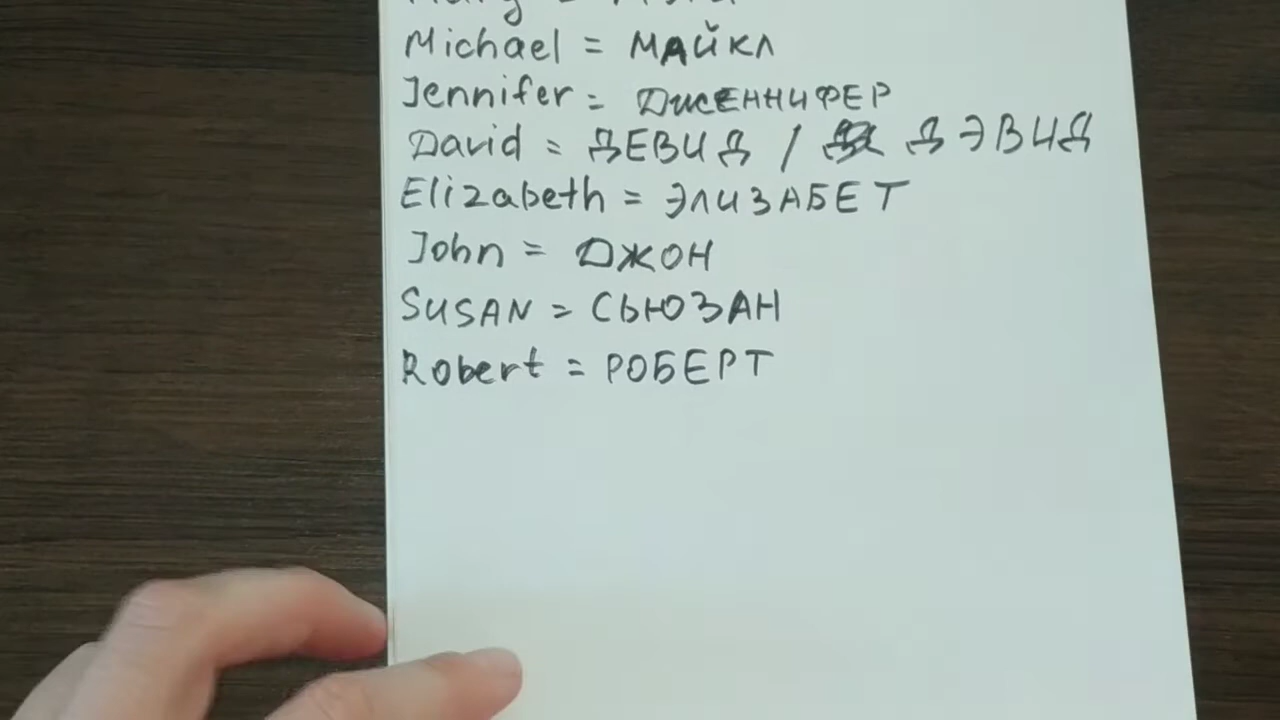 Michael = МАЙКЛ
Jennifer = ДЖЕННИФЕР
David = ДЕВИД / ДЭВИД
Elizabeth = ЭЛИЗАБЕТ
John = ДЖОН
SUSAN = СЬЮЗАН
Robert = РОБЕРТ